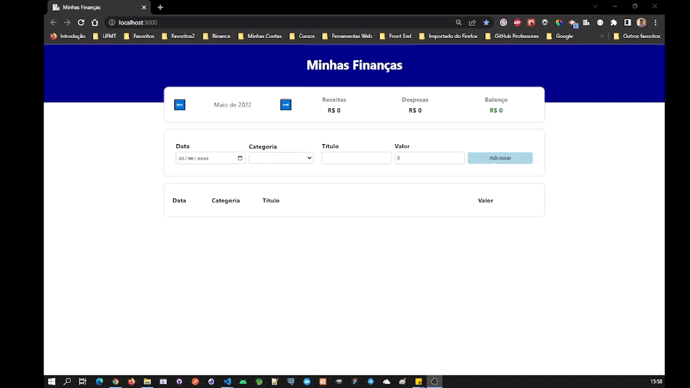 Minhas Finanças
localhost:3000
Introdução UFMT Favoritos Favoritos2 Binance Minhas Contas Cursos Ferramentas Web Front End Importado do Firefox GitHub Professores Google » Outros favoritos
Minhas Finanças
Maio de 2022 Receitas Despesas Balanço
R$ 0 R$ 0 R$ 0
Data Categoria Título Valor
dd/mm/aaaa 0 Adicionar
Data Categoria Título Valor
15:58